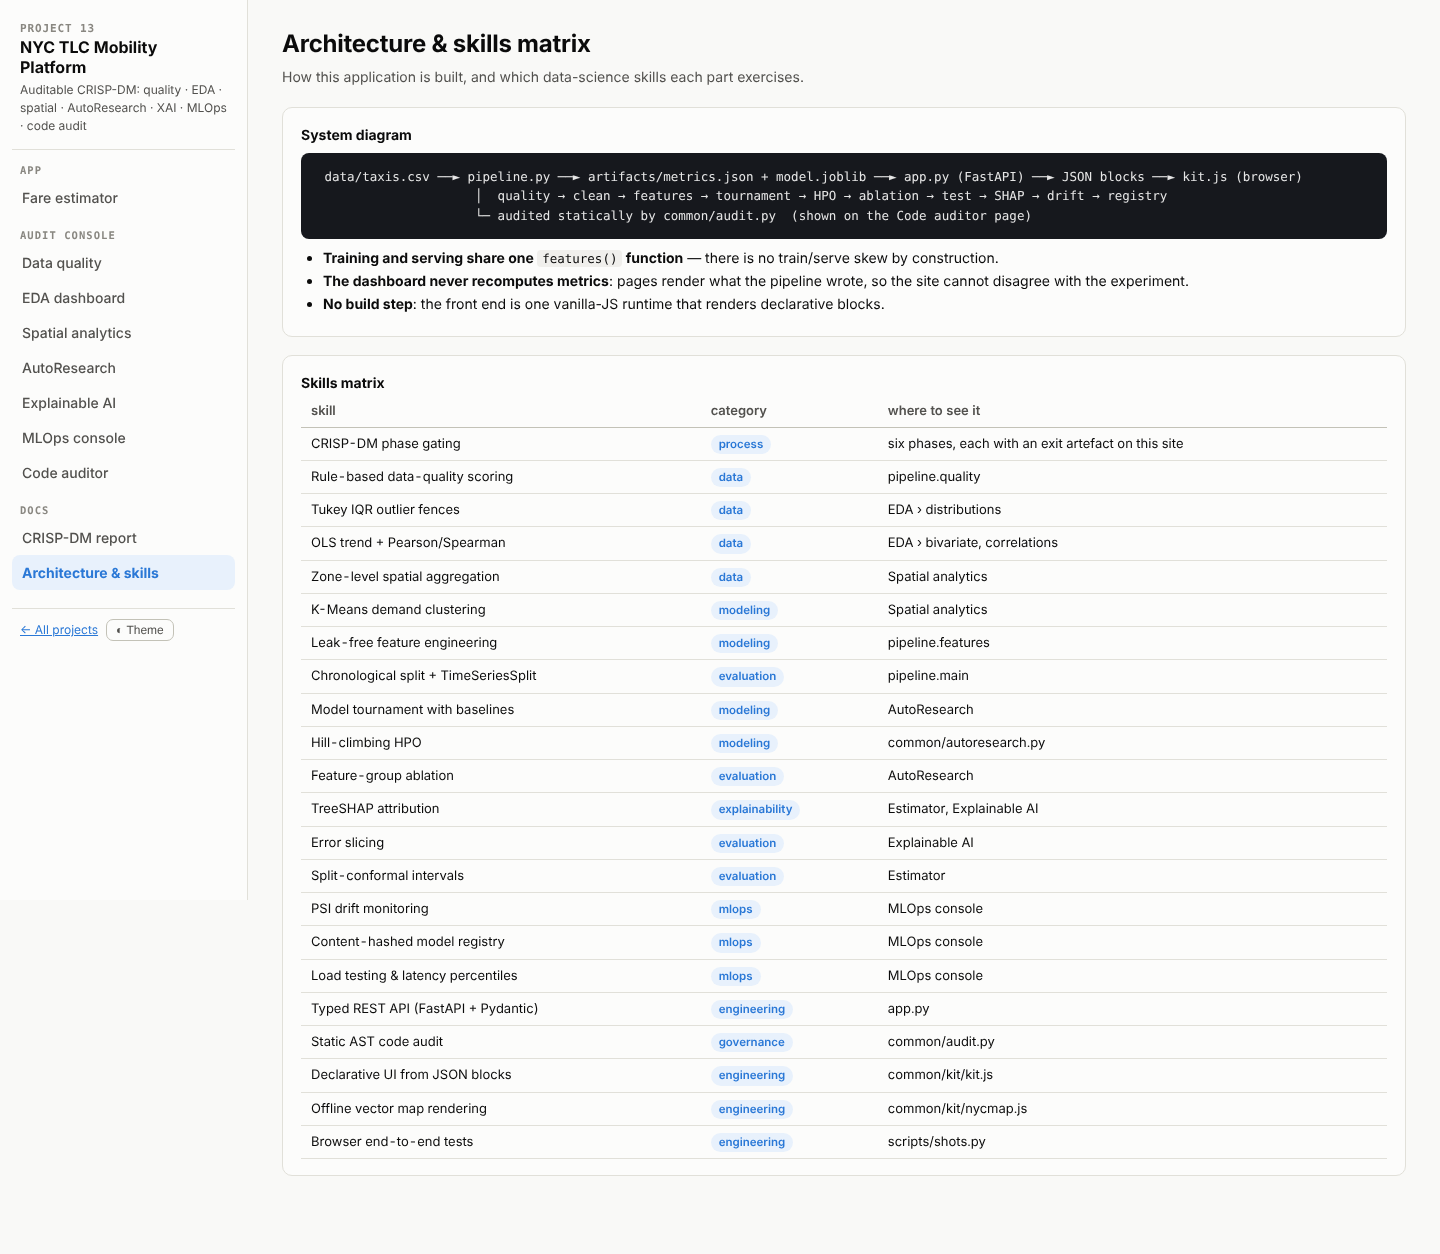 PROJECT 13
NYC TLC Mobility
Platform
Auditable CRISP-DM: quality · EDA ·
spatial · AutoResearch · XAI · MLOps
· code audit
APP
Fare estimator
AUDIT CONSOLE
Data quality
EDA dashboard
Spatial analytics
AutoResearch
Explainable AI
MLOps console
Code auditor
DOCS
CRISP-DM report
Architecture & skills
← All projects
◖ Theme
Architecture & skills matrix
How this application is built, and which data-science skills each part exercises.
System diagram
data/taxis.csv ──► pipeline.py ──► artifacts/metrics.json + model.joblib ──► app.py (FastAPI) ──► JSON blocks ──► kit.js (browser)
│ quality → clean → features → tournament → HPO → ablation → test → SHAP → drift → registry
└─ audited statically by common/audit.py (shown on the Code auditor page)
• Training and serving share one features() function — there is no train/serve skew by construction.
• The dashboard never recomputes metrics: pages render what the pipeline wrote, so the site cannot disagree with the experiment.
• No build step: the front end is one vanilla-JS runtime that renders declarative blocks.
Skills matrix
skill category where to see it
CRISP-DM phase gating process six phases, each with an exit artefact on this site
Rule-based data-quality scoring data pipeline.quality
Tukey IQR outlier fences data EDA › distributions
OLS trend + Pearson/Spearman data EDA › bivariate, correlations
Zone-level spatial aggregation data Spatial analytics
K-Means demand clustering modeling Spatial analytics
Leak-free feature engineering modeling pipeline.features
Chronological split + TimeSeriesSplit evaluation pipeline.main
Model tournament with baselines modeling AutoResearch
Hill-climbing HPO modeling common/autoresearch.py
Feature-group ablation evaluation AutoResearch
TreeSHAP attribution explainability Estimator, Explainable AI
Error slicing evaluation Explainable AI
Split-conformal intervals evaluation Estimator
PSI drift monitoring mlops MLOps console
Content-hashed model registry mlops MLOps console
Load testing & latency percentiles mlops MLOps console
Typed REST API (FastAPI + Pydantic) engineering app.py
Static AST code audit governance common/audit.py
Declarative UI from JSON blocks engineering common/kit/kit.js
Offline vector map rendering engineering common/kit/nycmap.js
Browser end-to-end tests engineering scripts/shots.py